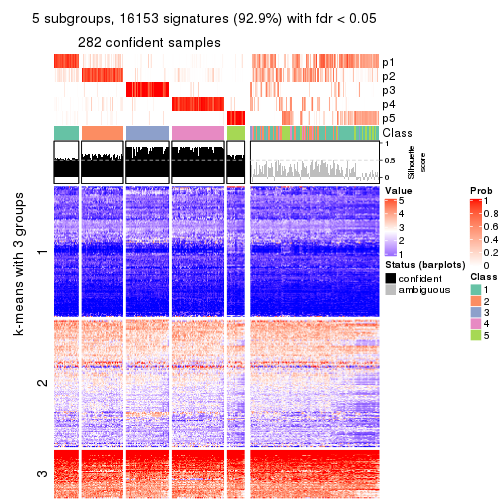 5 subgroups, 16153 signatures (92.9%) with fdr < 0.05
282 confident samples
p1
p2
p3
p4
p5
Class
1
0.5
0
Silhouette
score
k-means with 3 groups
1
2
3
Value
5
4
3
2
1
Status (barplots)
confident
ambiguous
Prob
1
0.8
0.6
0.4
0.2
0
Class
1
2
3
4
5